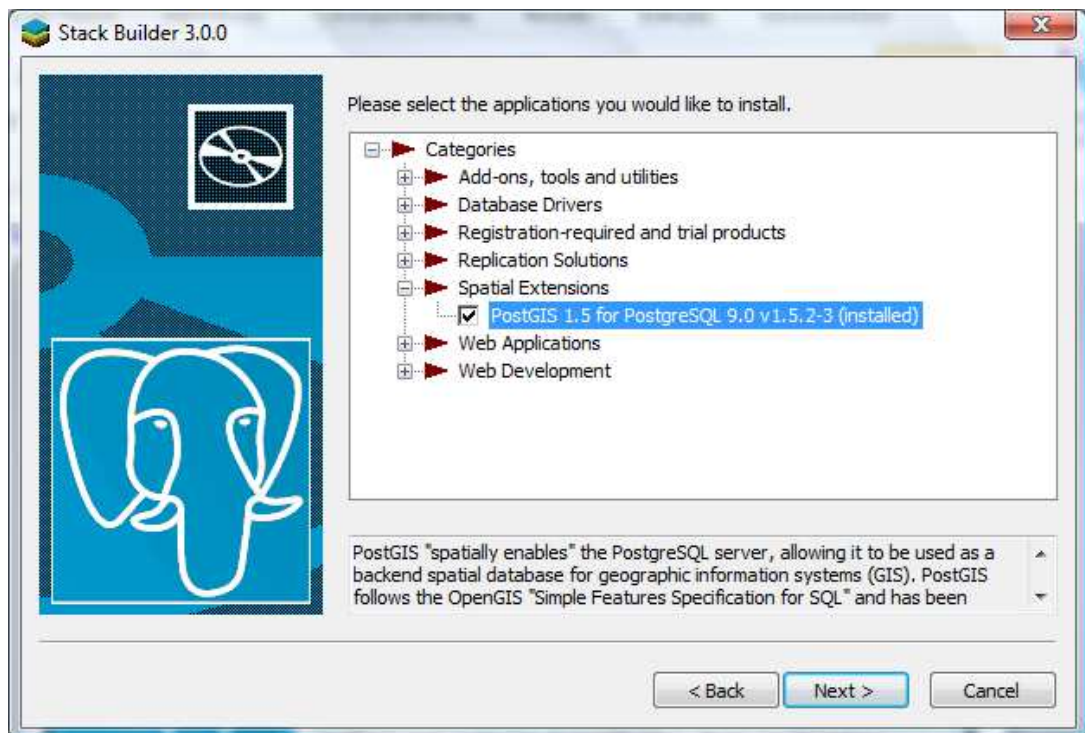 Stack Builder 3.0.0
Please select the applications you would like to install.
Categories
Add-ons, tools and utilities
Database Drivers
Registration-required and trial products
Replication Solutions
Spatial Extensions
PostGIS 1.5 for PostgreSQL 9.0 v1.5.2-3 (installed)
Web Applications
Web Development
PostGIS "spatially enables" the PostgreSQL server, allowing it to be used as a
backend spatial database for geographic information systems (GIS). PostGIS
follows the OpenGIS "Simple Features Specification for SQL" and has been
< Back Next > Cancel